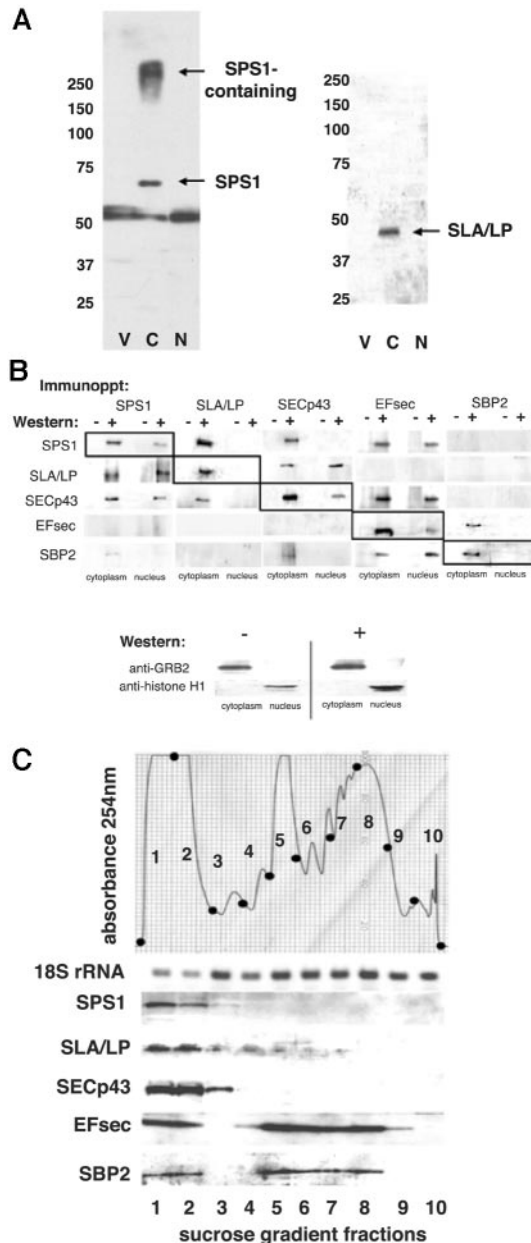 A
250
150
100
75
50
37
25
SPS1-
containing
SPS1
V C N
250
150
100
75
50
37
25
SLA/LP
V C N
B
Immunoppt:
SPS1 SLA/LP SECp43 EFsec SBP2
Western: - + - + - + - + - + - + - + - + - + - +
SPS1
SLA/LP
SECp43
EFsec
SBP2
cytoplasm nucleus cytoplasm nucleus cytoplasm nucleus cytoplasm nucleus cytoplasm nucleus
Western: - +
anti-GRB2
anti-histone H1
cytoplasm nucleus cytoplasm nucleus
C
absorbance 254nm
1 2 3 4 5 6 7 8 9 10
18S rRNA
SPS1
SLA/LP
SECp43
EFsec
SBP2
1 2 3 4 5 6 7 8 9 10
sucrose gradient fractions